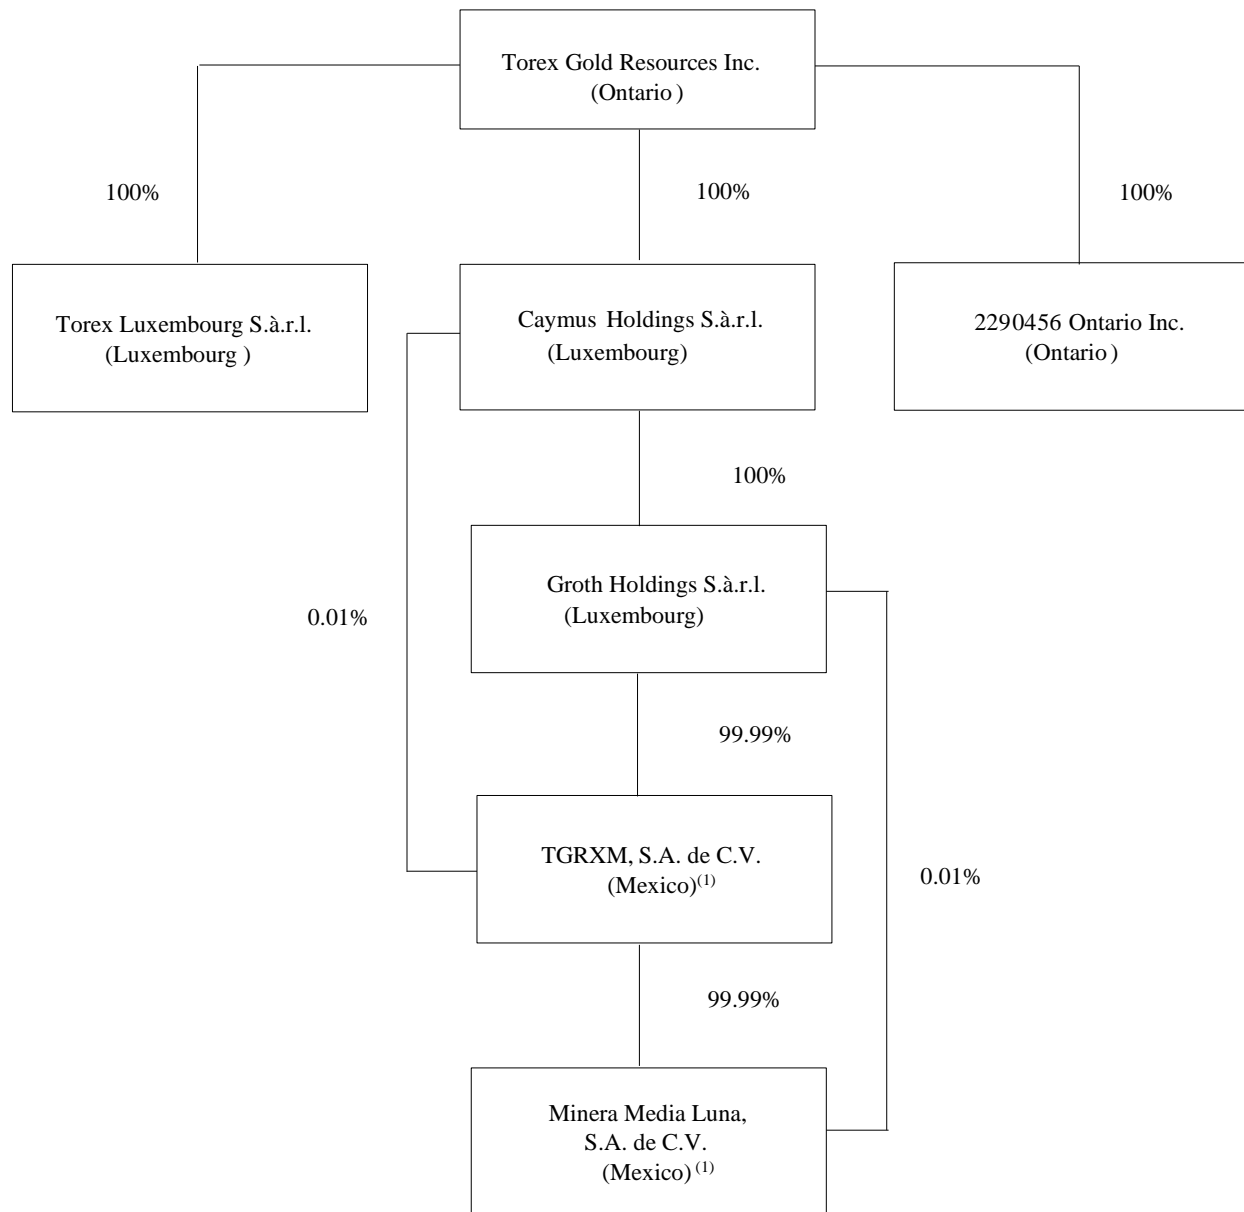 Torex Gold Resources Inc.
(Ontario )
100%
100%
100%
Torex Luxembourg S.à.r.l.
(Luxembourg )
Caymus Holdings S.à.r.l.
(Luxembourg)
2290456 Ontario Inc.
(Ontario )
100%
Groth Holdings S.à.r.l.
(Luxembourg)
0.01%
99.99%
TGRXM, S.A. de C.V.
(Mexico)(1)
0.01%
99.99%
Minera Media Luna,
S.A. de C.V.
(Mexico) (1)